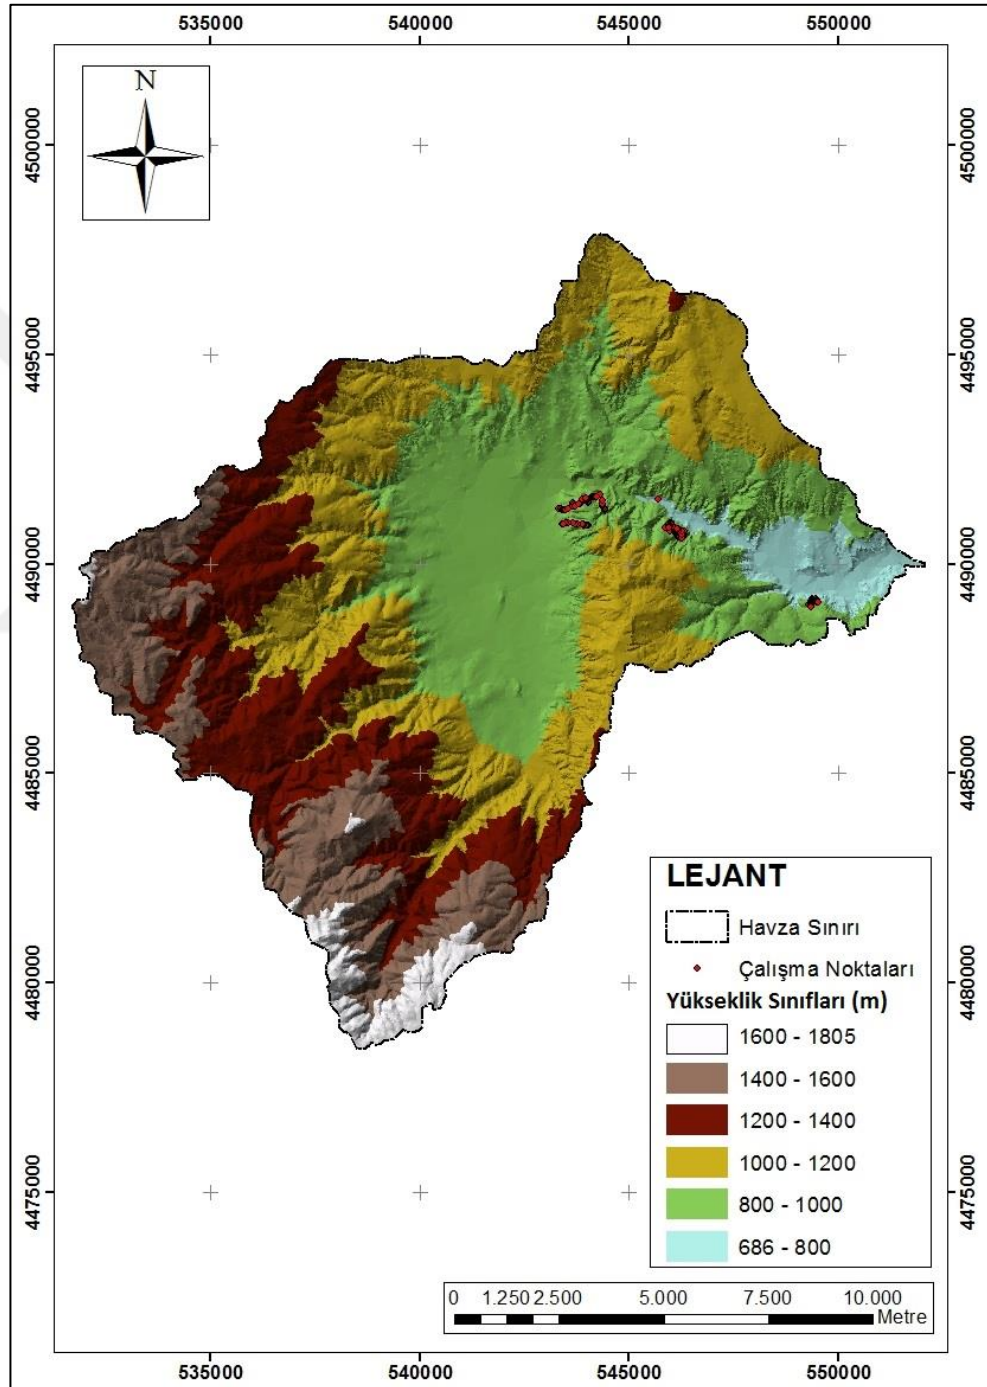 535000 540000 545000 550000
N
4500000 4500000
4495000 4495000
4490000 4490000
4485000 4485000
4480000 4480000
4475000 4475000
LEJANT
Havza Sınırı
Çalışma Noktaları
Yükseklik Sınıfları (m)
1600 - 1805
1400 - 1600
1200 - 1400
1000 - 1200
800 - 1000
686 - 800
0 1.250 2.500 5.000 7.500 10.000
Metre
535000 540000 545000 550000